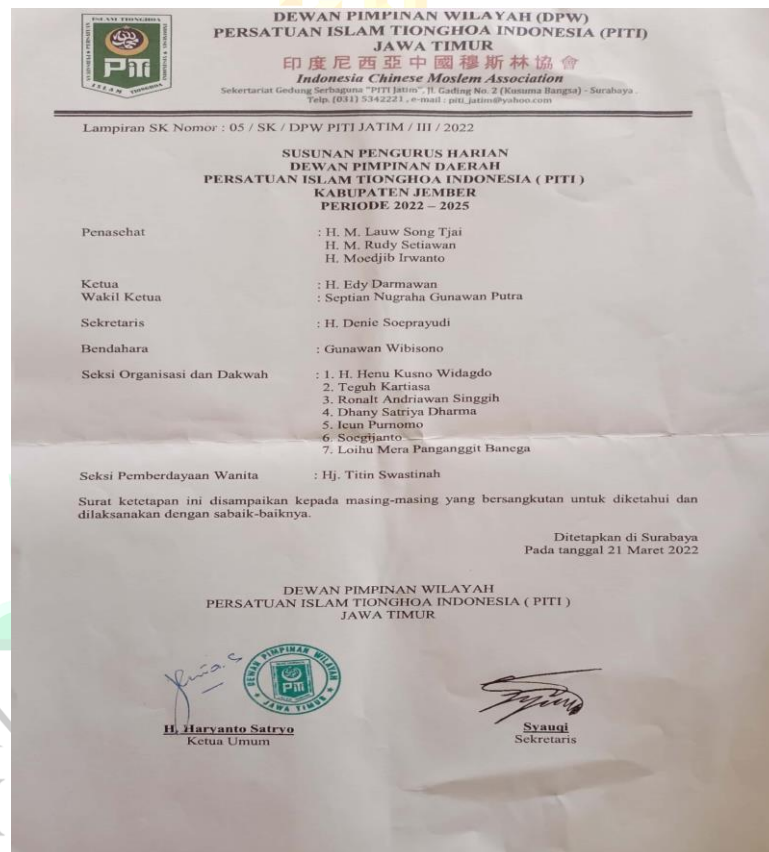 DEWAN PIMPINAN WILAYAH (DPW)
PERSATUAN ISLAM TIONGHOA INDONESIA (PITI)
JAWA TIMUR
印度尼西亞中國穆斯林協會
Indonesia Chinese Moslem Association
Sekertariat Gedung Serbaguna "PITI Jatim", Jl. Gading No. 2 (Kusuma Bangsa) - Surabaya .
Telp. (031) 5342221 , e-mail : piti_jatim@yahoo.com
PITI
Lampiran SK Nomor : 05 / SK / DPW PITI JATIM / III / 2022
SUSUNAN PENGURUS HARIAN
DEWAN PIMPINAN DAERAH
PERSATUAN ISLAM TIONGHOA INDONESIA ( PITI )
KABUPATEN JEMBER
PERIODE 2022 – 2025
Penasehat : H. M. Lauw Song Tjai
H. M. Rudy Setiawan
H. Moedjib Irwanto
Ketua : H. Edy Darmawan
Wakil Ketua : Septian Nugraha Gunawan Putra
Sekretaris : H. Denie Soeprayudi
Bendahara : Gunawan Wibisono
Seksi Organisasi dan Dakwah : 1. H. Henu Kusno Widagdo
2. Teguh Kartiasa
3. Ronalt Andriawan Singgih
4. Dhany Satriya Dharma
5. Icun Purnomo
6. Soegijanto
7. Loihu Mera Panganggit Banega
Seksi Pemberdayaan Wanita : Hj. Titin Swastinah
Surat ketetapan ini disampaikan kepada masing-masing yang bersangkutan untuk diketahui dan
dilaksanakan dengan sabaik-baiknya.
Ditetapkan di Surabaya
Pada tanggal 21 Maret 2022
DEWAN PIMPINAN WILAYAH
PERSATUAN ISLAM TIONGHOA INDONESIA ( PITI )
JAWA TIMUR
DEWAN PIMPINAN WILAYAH
PITI
JAWA TIMUR
H. Haryanto Satryo
Ketua Umum
Syauqi
Sekretaris